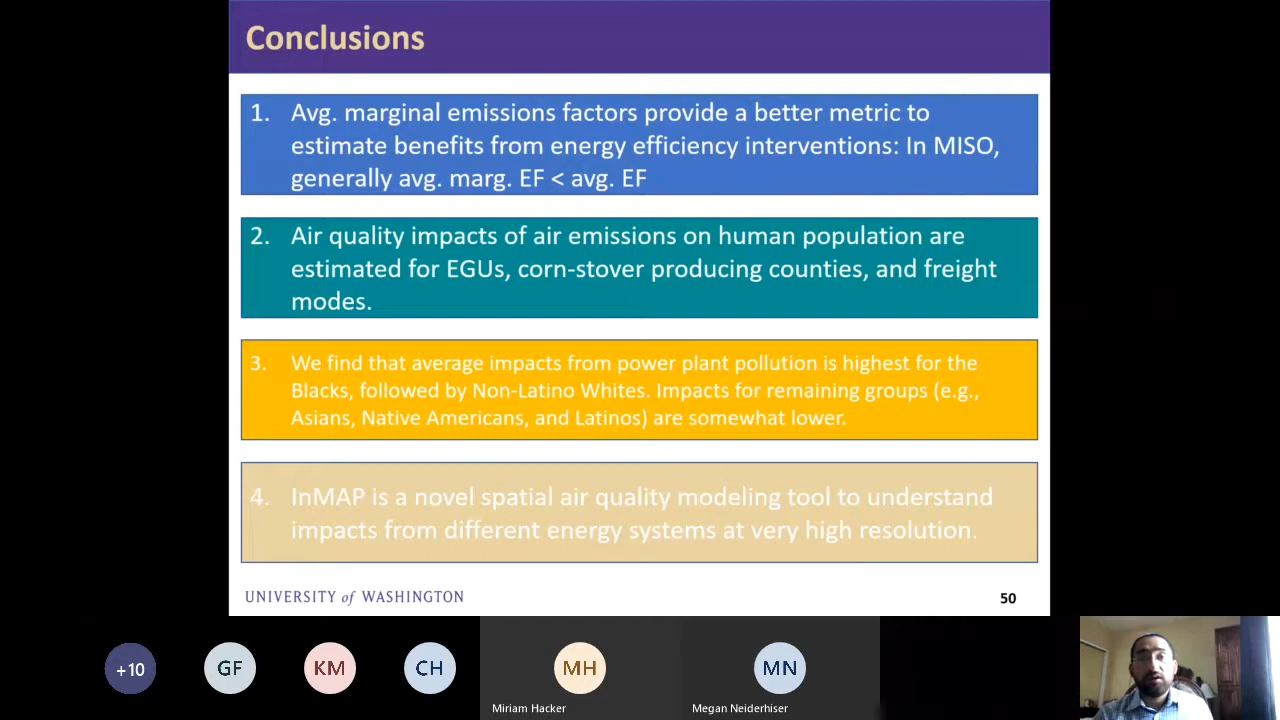 Conclusions
1. Avg. marginal emissions factors provide a better metric to
estimate benefits from energy efficiency interventions: In MISO,
generally avg. marg. EF < avg. EF
2. Air quality impacts of air emissions on human population are
estimated for EGUs, corn-stover producing counties, and freight
modes.
3. We find that average impacts from power plant pollution is highest for the
Blacks, followed by Non-Latino Whites. Impacts for remaining groups (e.g.,
Asians, Native Americans, and Latinos) are somewhat lower.
4. InMAP is a novel spatial air quality modeling tool to understand
impacts from different energy systems at very high resolution.
UNIVERSITY of WASHINGTON
50
+10
GF
KM
CH
MH
MN
Miriam Hacker
Megan Neiderhiser